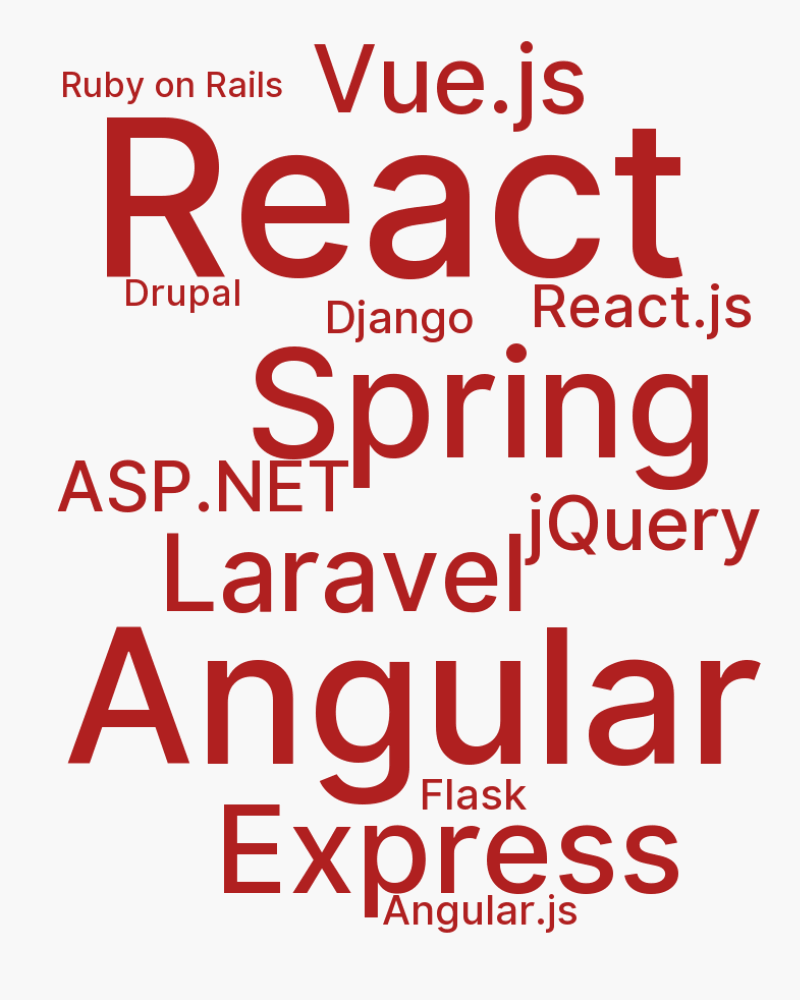 Ruby on Rails
Vue.js
React
Drupal
Django
React.js
Spring
ASP.NET
jQuery
Laravel
Angular
Flask
Express
Angular.js